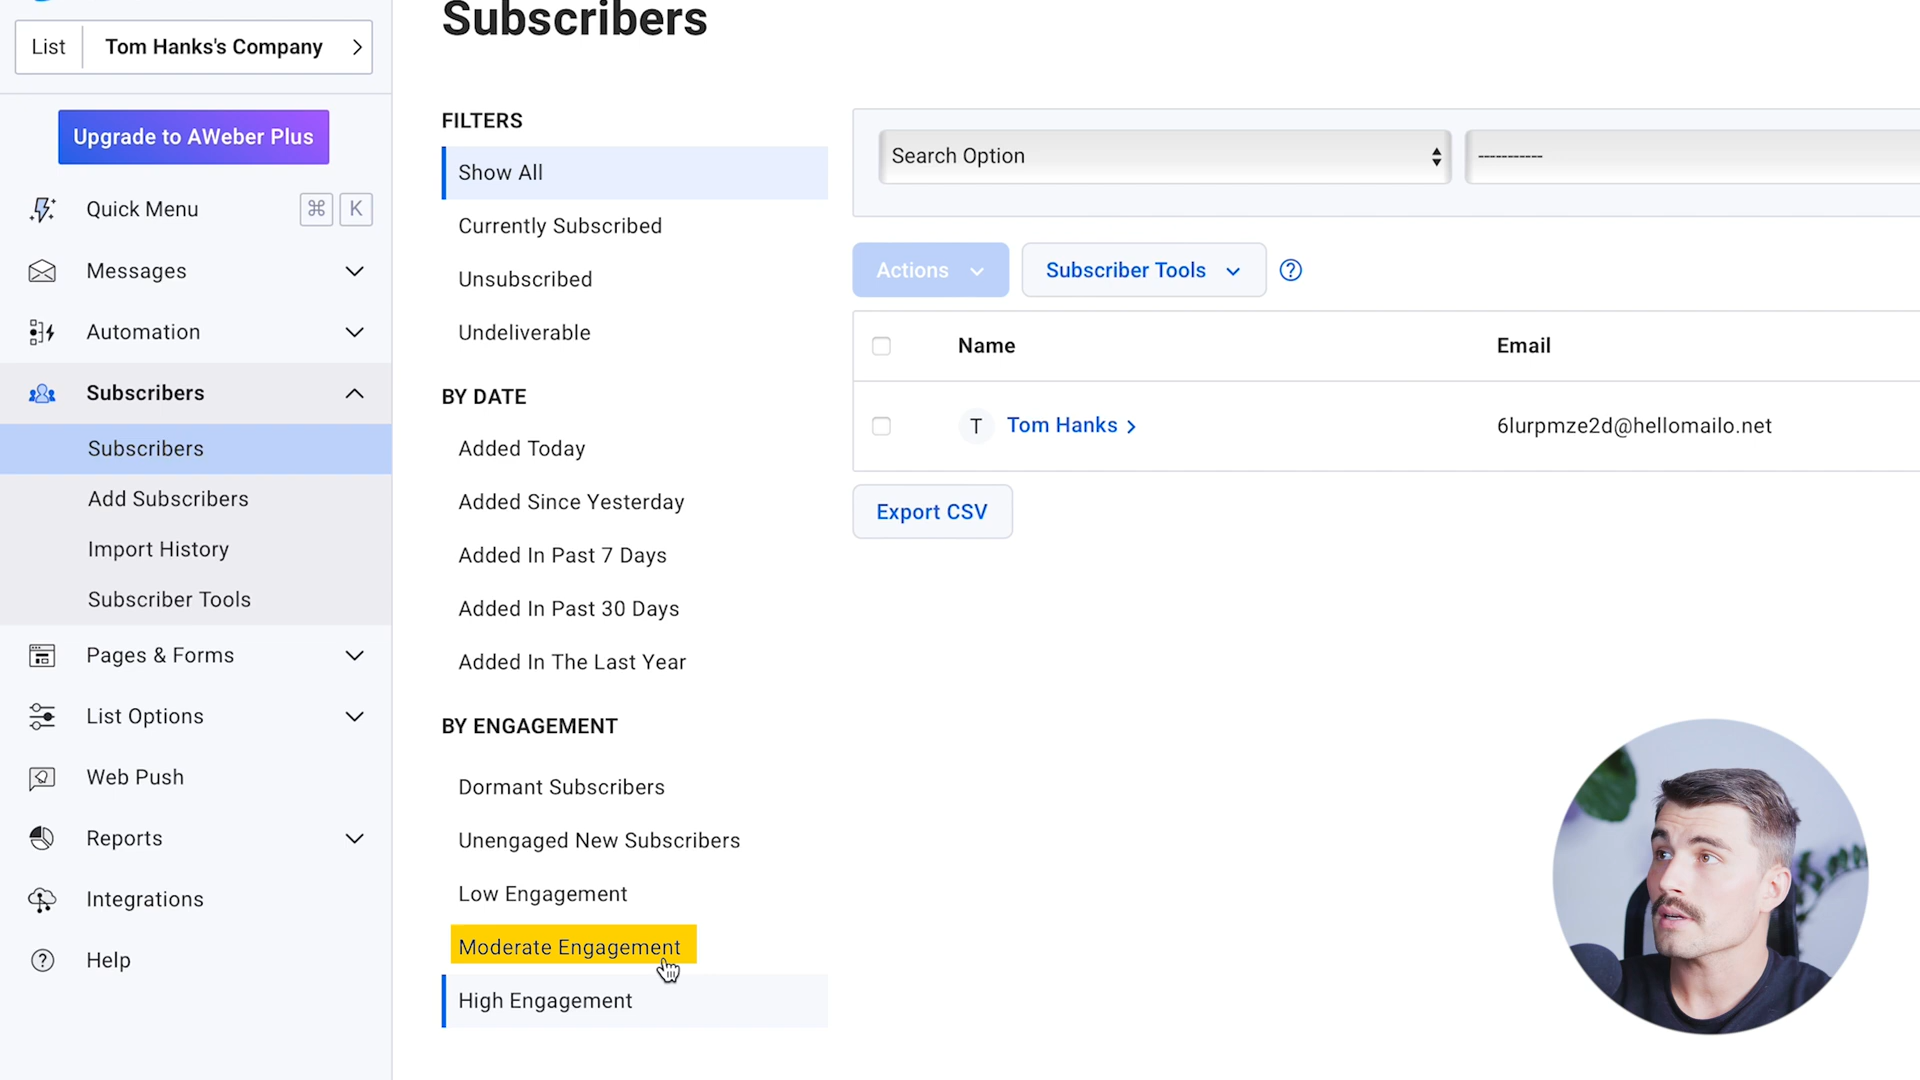 Subscribers
List
Tom Hanks's Company
Upgrade to AWeber Plus
Quick Menu
⌘
K
Messages
Automation
Subscribers
Subscribers
Add Subscribers
Import History
Subscriber Tools
Pages & Forms
List Options
Web Push
Reports
Integrations
Help
FILTERS
Show All
Currently Subscribed
Unsubscribed
Undeliverable
BY DATE
Added Today
Added Since Yesterday
Added In Past 7 Days
Added In Past 30 Days
Added In The Last Year
BY ENGAGEMENT
Dormant Subscribers
Unengaged New Subscribers
Low Engagement
Moderate Engagement
High Engagement
Search Option
-----------
Actions
Subscriber Tools
?
Name
Email
T
Tom Hanks
6lurpmze2d@hellomailo.net
Export CSV